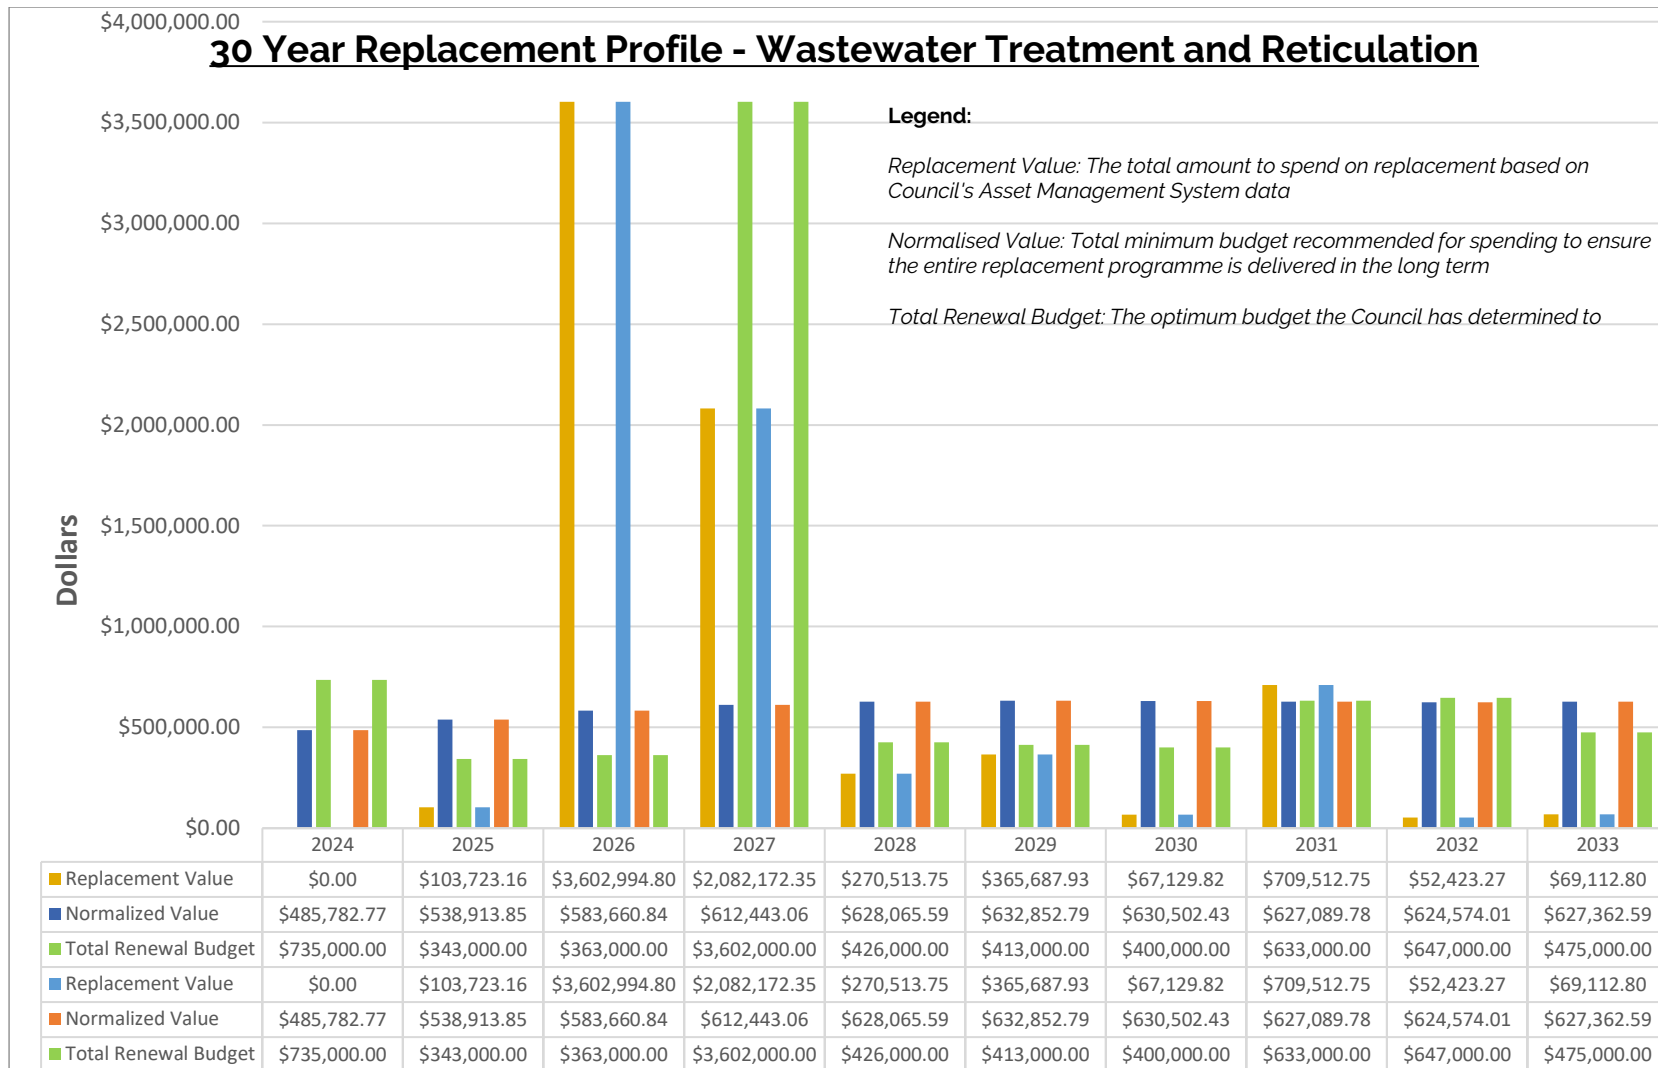 $4,000,000.00
30 Year Replacement Profile - Wastewater Treatment and Reticulation
$3,500,000.00
$3,000,000.00
$2,500,000.00
$2,000,000.00
$1,500,000.00
$1,000,000.00
$500,000.00
$0.00
Dollars
Legend:
Replacement Value: The total amount to spend on replacement based on
Council's Asset Management System data
Normalised Value: Total minimum budget recommended for spending to ensure
the entire replacement programme is delivered in the long term
Total Renewal Budget: The optimum budget the Council has determined to
2024 2025 2026 2027 2028 2029 2030 2031 2032 2033
Replacement Value $0.00 $103,723.16 $3,602,994.80 $2,082,172.35 $270,513.75 $365,687.93 $67,129.82 $709,512.75 $52,423.27 $69,112.80
Normalized Value $485,782.77 $538,913.85 $583,660.84 $612,443.06 $628,065.59 $632,852.79 $630,502.43 $627,089.78 $624,574.01 $627,362.59
Total Renewal Budget $735,000.00 $343,000.00 $363,000.00 $3,602,000.00 $426,000.00 $413,000.00 $400,000.00 $633,000.00 $647,000.00 $475,000.00
Replacement Value $0.00 $103,723.16 $3,602,994.80 $2,082,172.35 $270,513.75 $365,687.93 $67,129.82 $709,512.75 $52,423.27 $69,112.80
Normalized Value $485,782.77 $538,913.85 $583,660.84 $612,443.06 $628,065.59 $632,852.79 $630,502.43 $627,089.78 $624,574.01 $627,362.59
Total Renewal Budget $735,000.00 $343,000.00 $363,000.00 $3,602,000.00 $426,000.00 $413,000.00 $400,000.00 $633,000.00 $647,000.00 $475,000.00